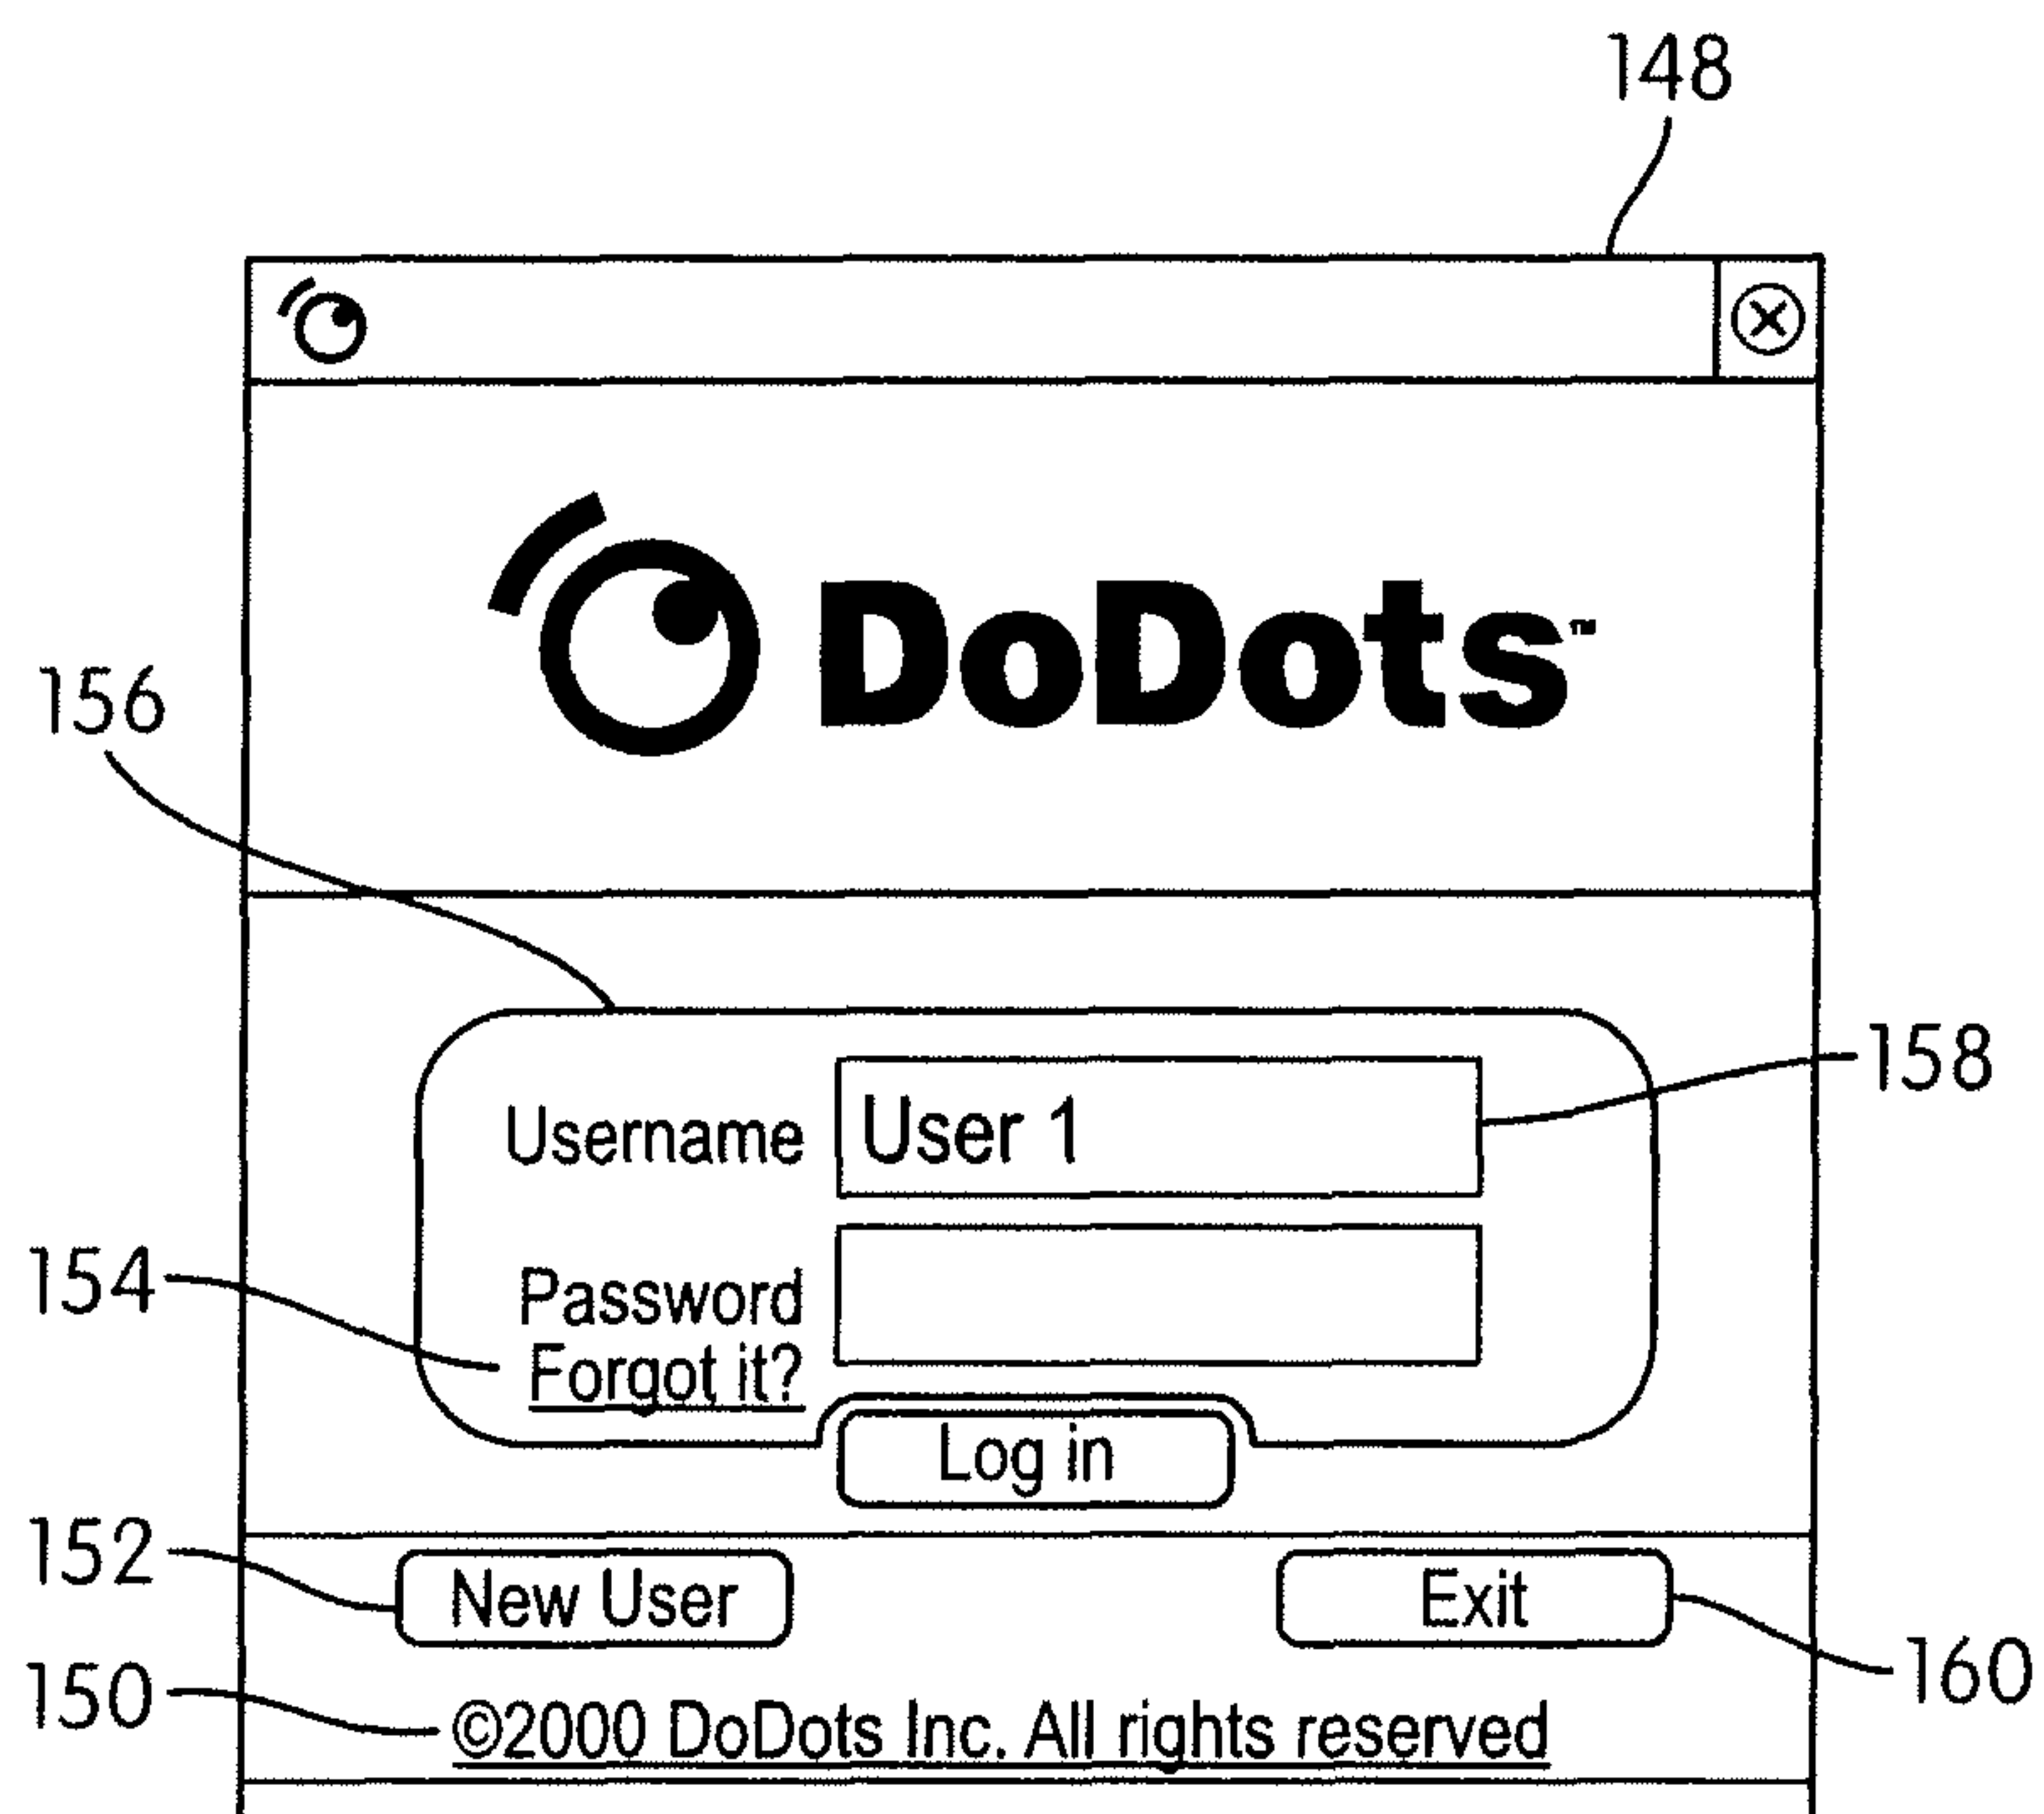 148
DoDots™
156
158
Username User 1
154
Password
Forgot it?
Log in
152
New User Exit
160
150
©2000 DoDots Inc. All rights reserved